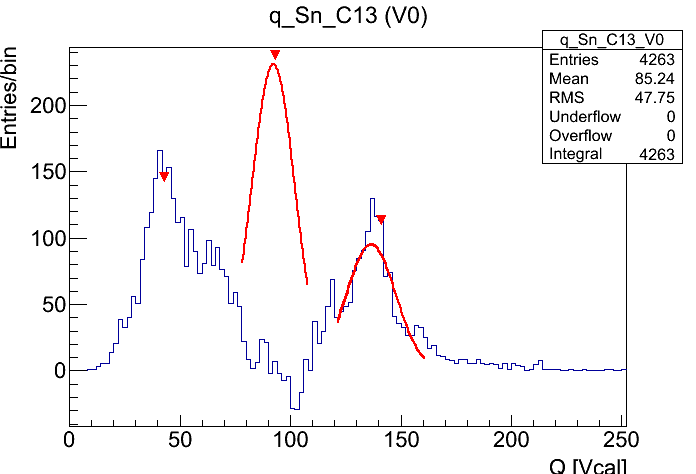 q_Sn_C13 (V0)
q_Sn_C13_V0
Entries 4263
Mean 85.24
RMS 47.75
Underflow 0
Overflow 0
Integral 4263
Entries/bin
200
150
100
50
0
0 50 100 150 200 250
Q [Vcal]